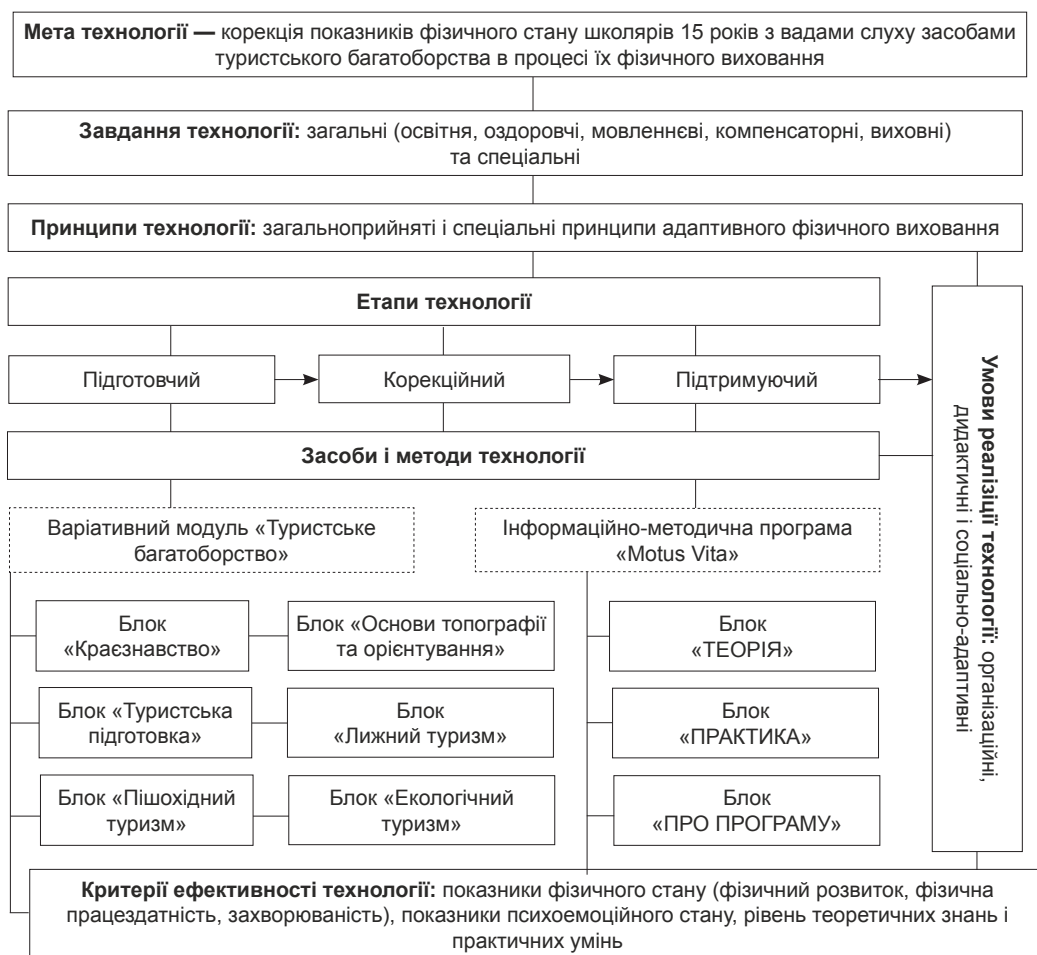 Мета технології — корекція показників фізичного стану школярів 15 років з вадами слуху засобами
туристського багатоборства в процесі їх фізичного виховання
Завдання технології: загальні (освітня, оздоровчі, мовленнєві, компенсаторні, виховні)
та спеціальні
Принципи технології: загальноприйняті і спеціальні принципи адаптивного фізичного виховання
Етапи технології
Підготовчий
Корекційний
Підтримуючий
Умови реалізіції технології: організаційні,
дидактичні і соціально-адаптивні
Засоби і методи технології
Варіативний модуль «Туристське
багатоборство»
Інформаційно-методична програма
«Motus Vita»
Блок
«Краєзнавство»
Блок «Основи топографії
та орієнтування»
Блок
«ТЕОРІЯ»
Блок «Туристська
підготовка»
Блок
«Лижний туризм»
Блок
«ПРАКТИКА»
Блок «Пішохідний
туризм»
Блок «Екологічний
туризм»
Блок
«ПРО ПРОГРАМУ»
Критерії ефективності технології: показники фізичного стану (фізичний розвиток, фізична
працездатність, захворюваність), показники психоемоційного стану, рівень теоретичних знань і
практичних умінь